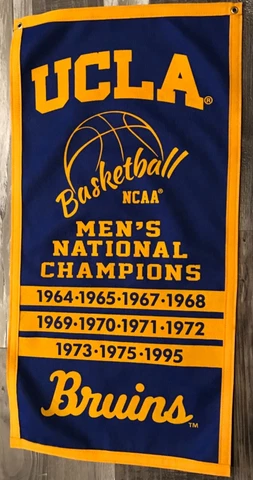 UCLA®
Basketball
NCAA®
MEN'S
NATIONAL
CHAMPIONS
1964·1965·1967·1968
1969·1970·1971·1972
1973·1975·1995
Bruins™